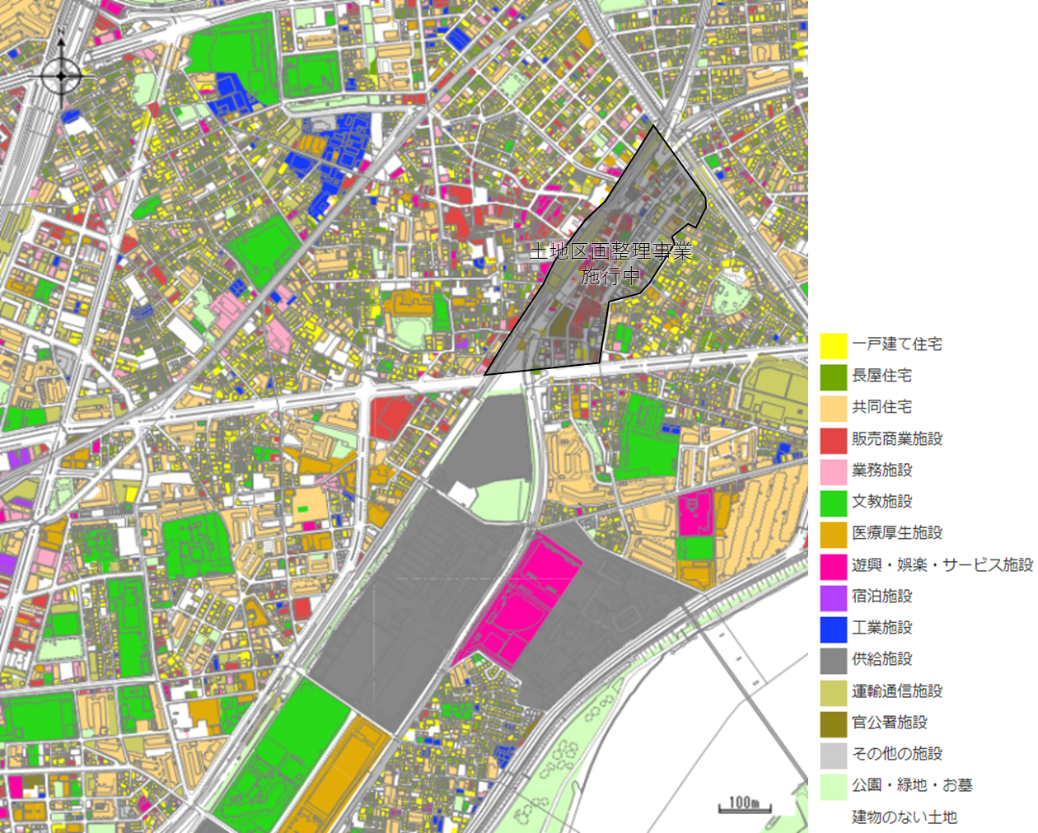 N
土地区画整理事業
施行中
一戸建て住宅
長屋住宅
共同住宅
販売商業施設
業務施設
文教施設
医療厚生施設
遊興・娯楽・サービス施設
宿泊施設
工業施設
供給施設
運輸通信施設
官公署施設
その他の施設
公園・緑地・お墓
建物のない土地
100m